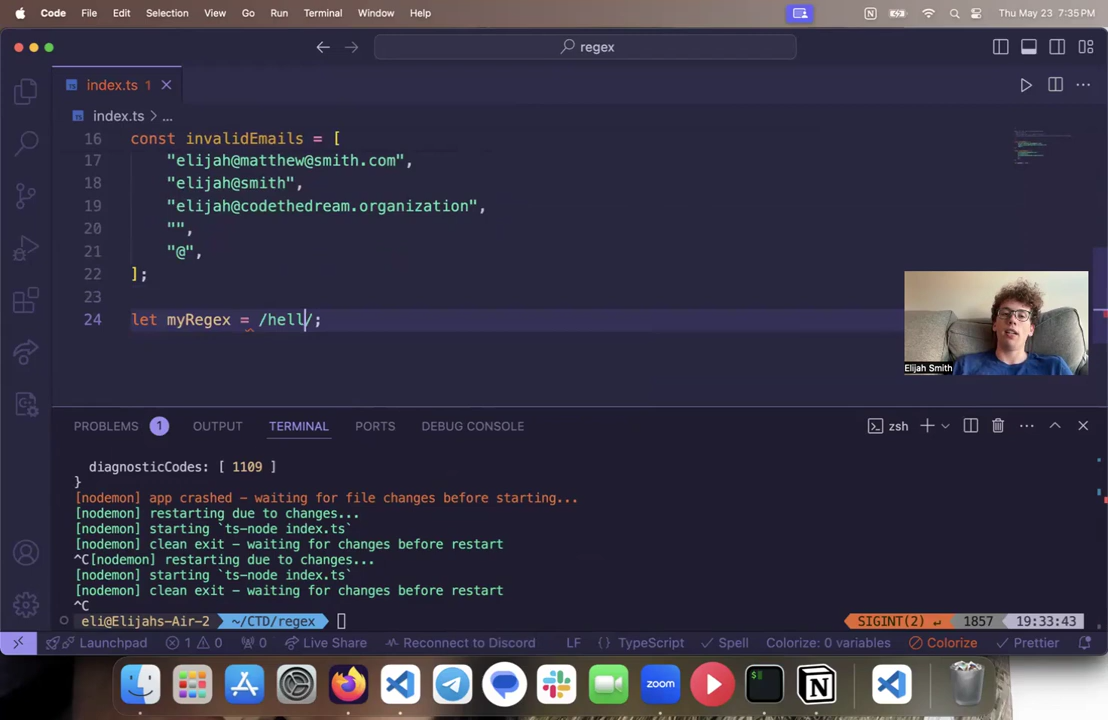 Code File Edit Selection View Go Run Terminal Window Help Thu May 23 7:35 PM
regex
index.ts 1
index.ts > ...
16 const invalidEmails = [
17 "elijah@matthew@smith.com",
18 "elijah@smith",
19 "elijah@codethedream.organization",
20 "",
21 "@",
22 ];
23
24 let myRegex = /hell/;
Elijah Smith
PROBLEMS 1 OUTPUT TERMINAL PORTS DEBUG CONSOLE zsh
diagnosticCodes: [ 1109 ]
}
[nodemon] app crashed - waiting for file changes before starting...
[nodemon] restarting due to changes...
[nodemon] starting `ts-node index.ts`
[nodemon] clean exit - waiting for changes before restart
^C[nodemon] restarting due to changes...
[nodemon] starting `ts-node index.ts`
[nodemon] clean exit - waiting for changes before restart
^C
eli@Elijahs-Air-2 ~/CTD/regex SIGINT(2) ↵ 1857 19:33:43
Launchpad 1 0 0 Live Share Reconnect to Discord LF {} TypeScript Spell Colorize: 0 variables Colorize Prettier
zoom